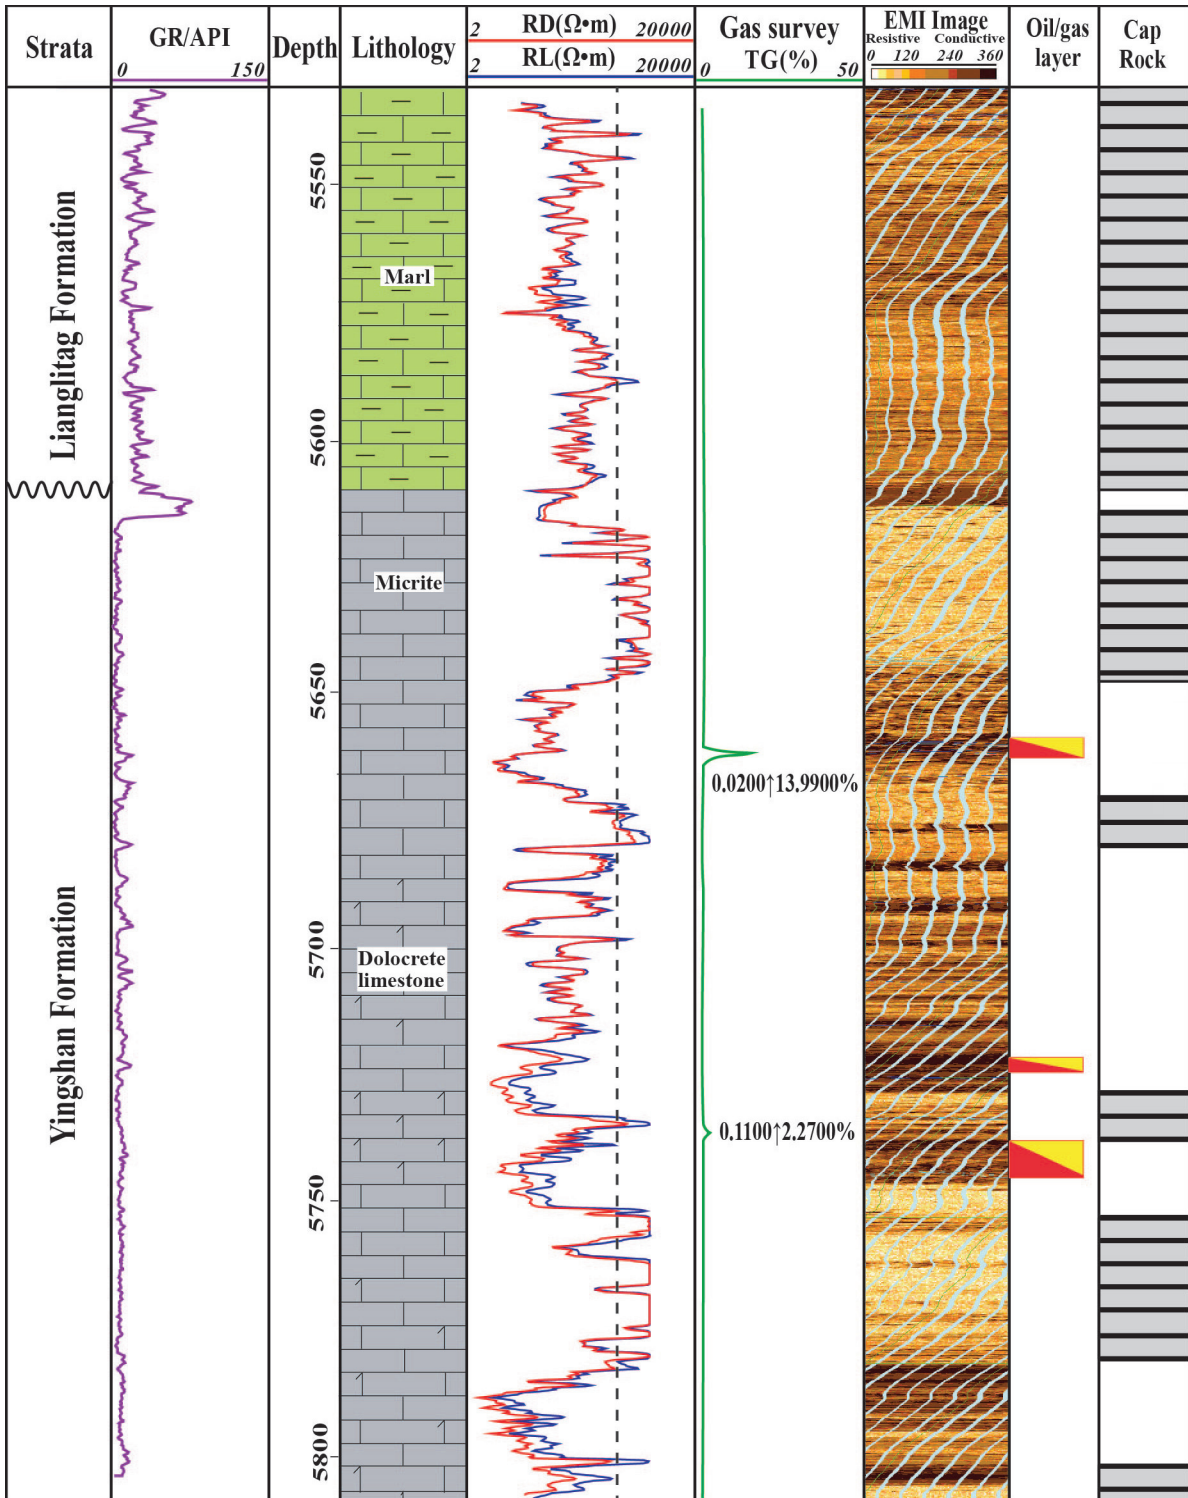 Strata
GR/API
0 150
Depth
Lithology
2 RD(Ω•m) 20000
RL(Ω•m)
2 20000
Gas survey
TG(%)
0 50
EMI Image
Resistive Conductive
0 120 240 360
Oil/gas
layer
Cap
Rock
Lianglitag Formation
Yingshan Formation
5550
5600
5650
5700
5750
5800
Marl
Micrite
Dolocrete
limestone
0.0200↑13.9900%
0.1100↑2.2700%